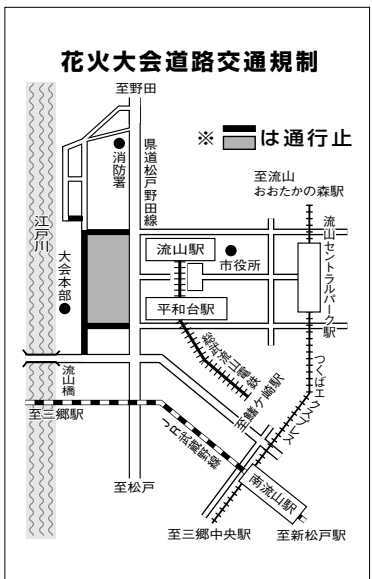 花火大会道路交通規制
至野田
※ は通行止
消防署
県道松戸野田線
至流山
おおたかの森駅
江戸川
大会本部
流山駅
市役所
流山セントラルパーク駅
平和台駅
総武流山電鉄
至鰭ケ崎駅
つくばエクスプレス
流山橋
至三郷駅
JR武蔵野線
南流山駅
至松戸
至三郷中央駅
至新松戸駅